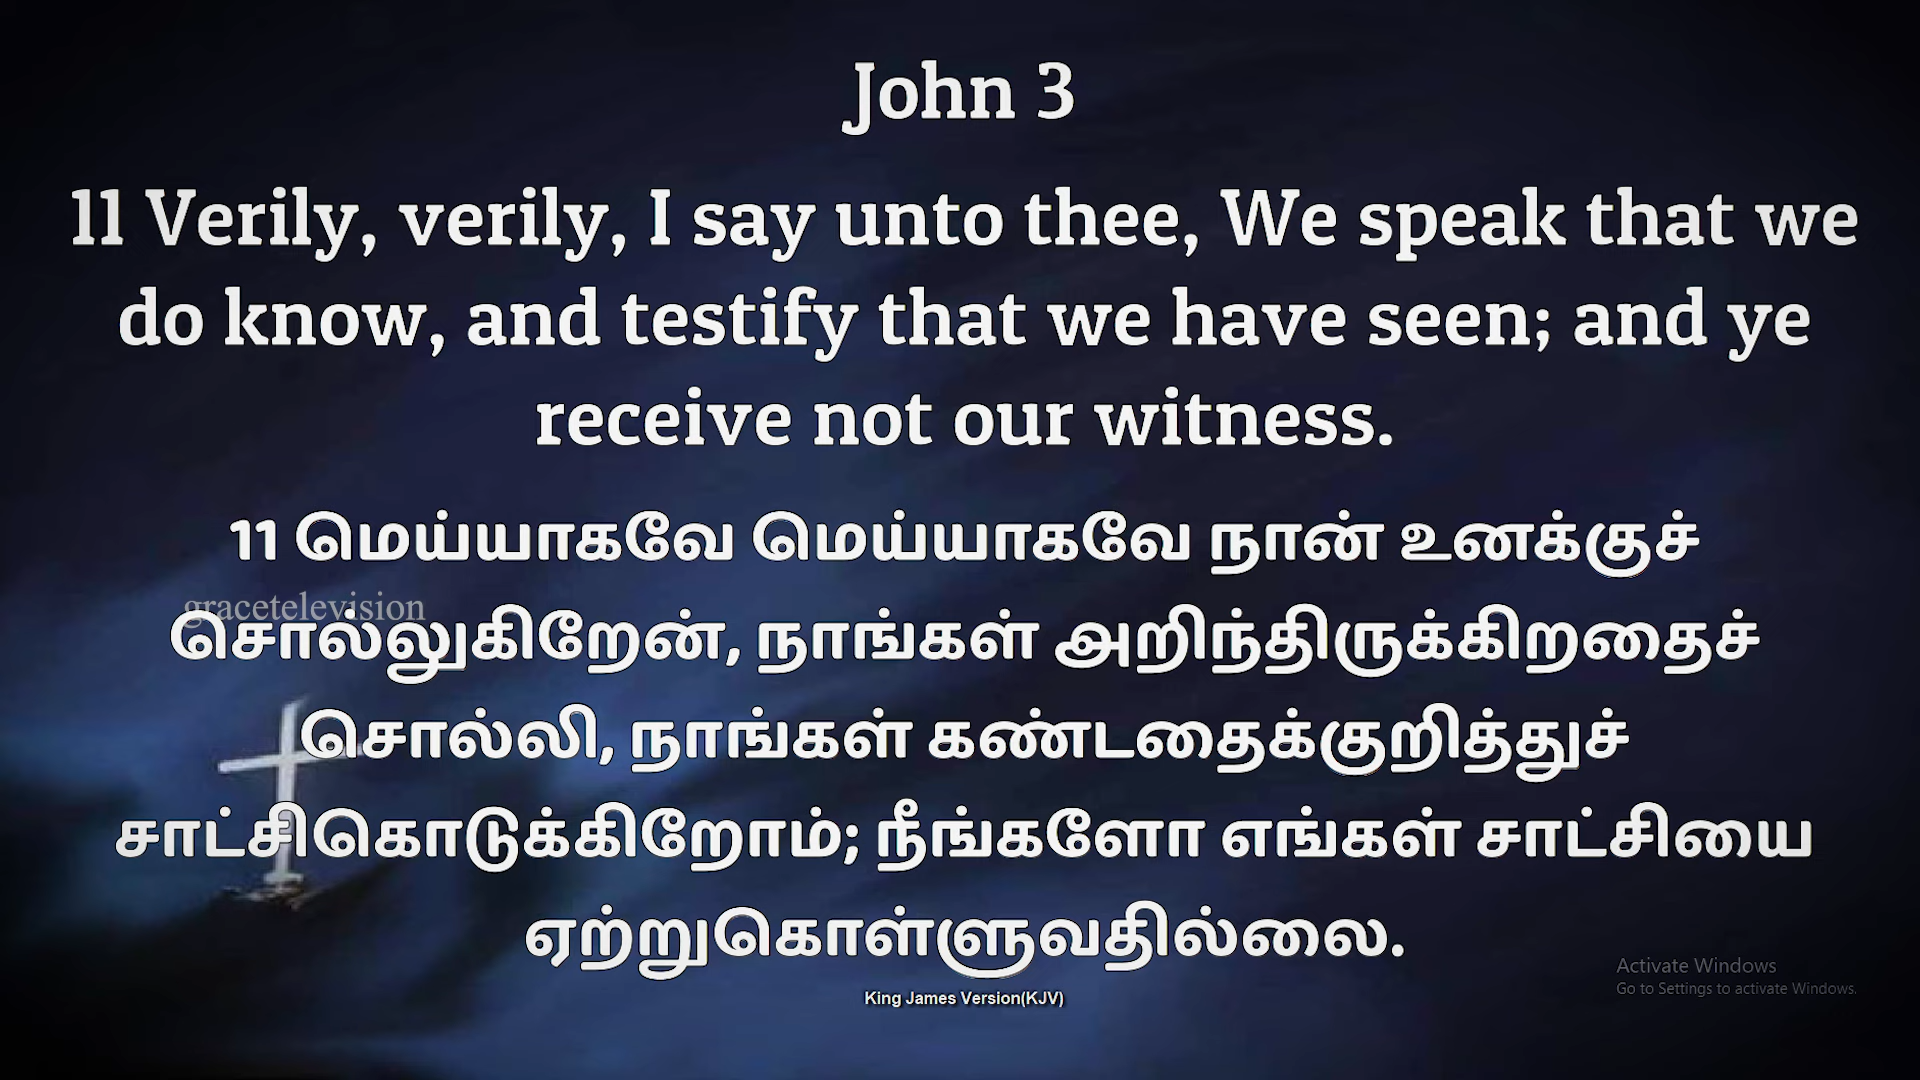 John 3
11 Verily, verily, I say unto thee, We speak that we
do know, and testify that we have seen; and ye
receive not our witness.
11 மெய்யாகவே மெய்யாகவே நான் உனக்குச்
gracetelevision
சொல்லுகிறேன், நாங்கள் அறிந்திருக்கிறதைச்
சொல்லி, நாங்கள் கண்டதைக்குறித்துச்
சாட்சிகொடுக்கிறோம்; நீங்களோ எங்கள் சாட்சியை
ஏற்றுகொள்ளுவதில்லை.
Activate Windows
Go to Settings to activate Windows.
King James Version(KJV)